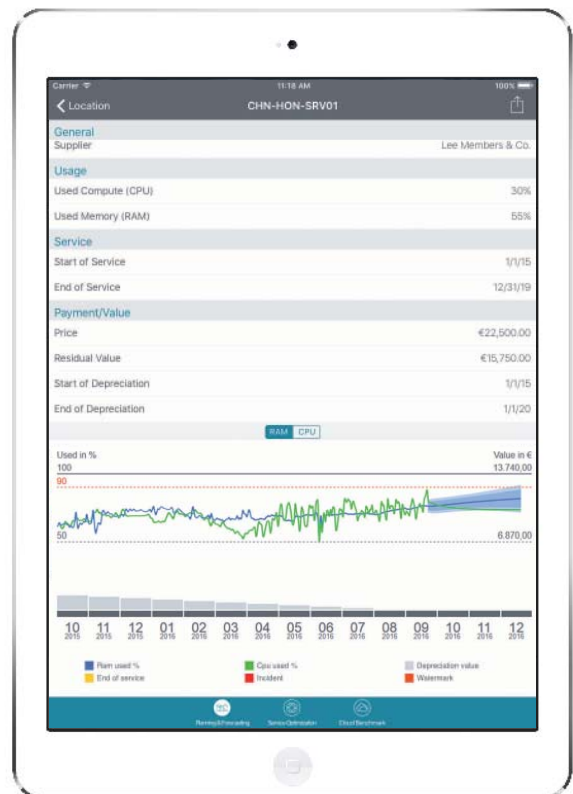 Carrier 11:18 AM 100%
Location CHN-HON-SRV01
General
Supplier Lee Members & Co.
Usage
Used Compute (CPU) 30%
Used Memory (RAM) 55%
Service
Start of Service 1/1/15
End of Service 12/31/19
Payment/Value
Price €22,500.00
Residual Value €15,750.00
Start of Depreciation 1/1/15
End of Depreciation 1/1/20
RAM CPU
Used in % Value in €
100 13.740,00
90
50 6.870,00
10 11 12 01 02 03 04 05 06 07 08 09 10 11 12
2015 2015 2015 2016 2016 2016 2016 2016 2016 2016 2016 2016 2016 2016 2016
Ram used % Cpu used % Depreciation value
End of service Incident Watermark
Planning & Forecasting Service Optimization Cloud Benchmark